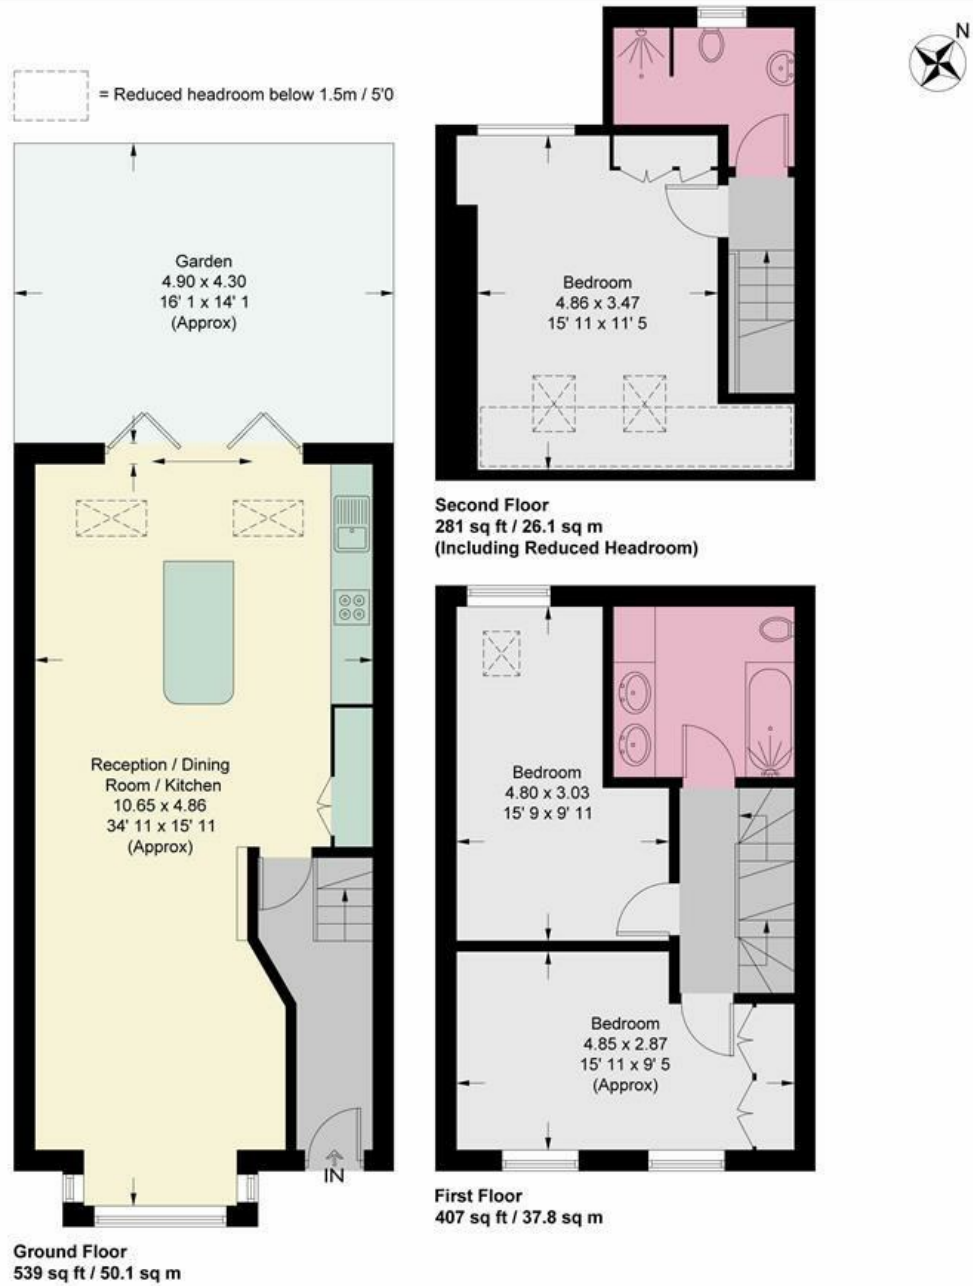 N
= Reduced headroom below 1.5m / 5'0
Garden
4.90 x 4.30
16' 1 x 14' 1
(Approx)
Bedroom
4.86 x 3.47
15' 11 x 11' 5
Second Floor
281 sq ft / 26.1 sq m
(Including Reduced Headroom)
Reception / Dining
Room / Kitchen
10.65 x 4.86
34' 11 x 15' 11
(Approx)
Bedroom
4.80 x 3.03
15' 9 x 9' 11
Bedroom
4.85 x 2.87
15' 11 x 9' 5
(Approx)
IN
First Floor
407 sq ft / 37.8 sq m
Ground Floor
539 sq ft / 50.1 sq m